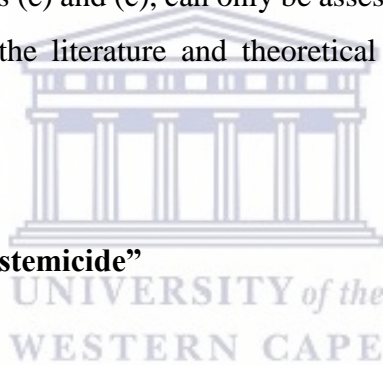 s (c) and (e), can only be asses
the literature and theoretical
stemicide”
UNIVERSITY of the
WESTERN CAPE